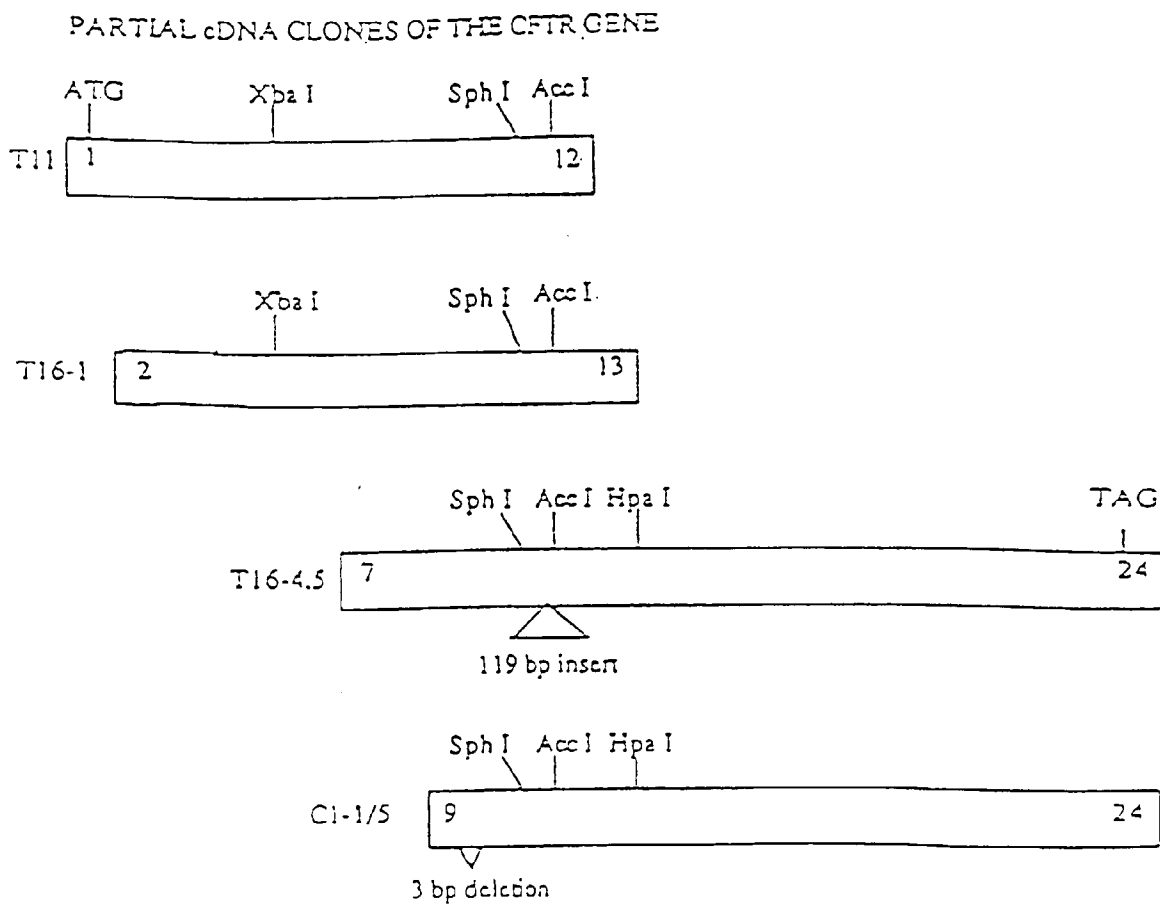 PARTIAL cDNA CLONES OF THE CFTR GENE
ATG Xba I Sph I Acc I
T11 1 12
Xba I Sph I Acc I
T16-1 2 13
Sph I Acc I Hpa I TAG
T16-4.5 7 24
119 bp insert
Sph I Acc I Hpa I
C1-1/5 9 24
3 bp deletion